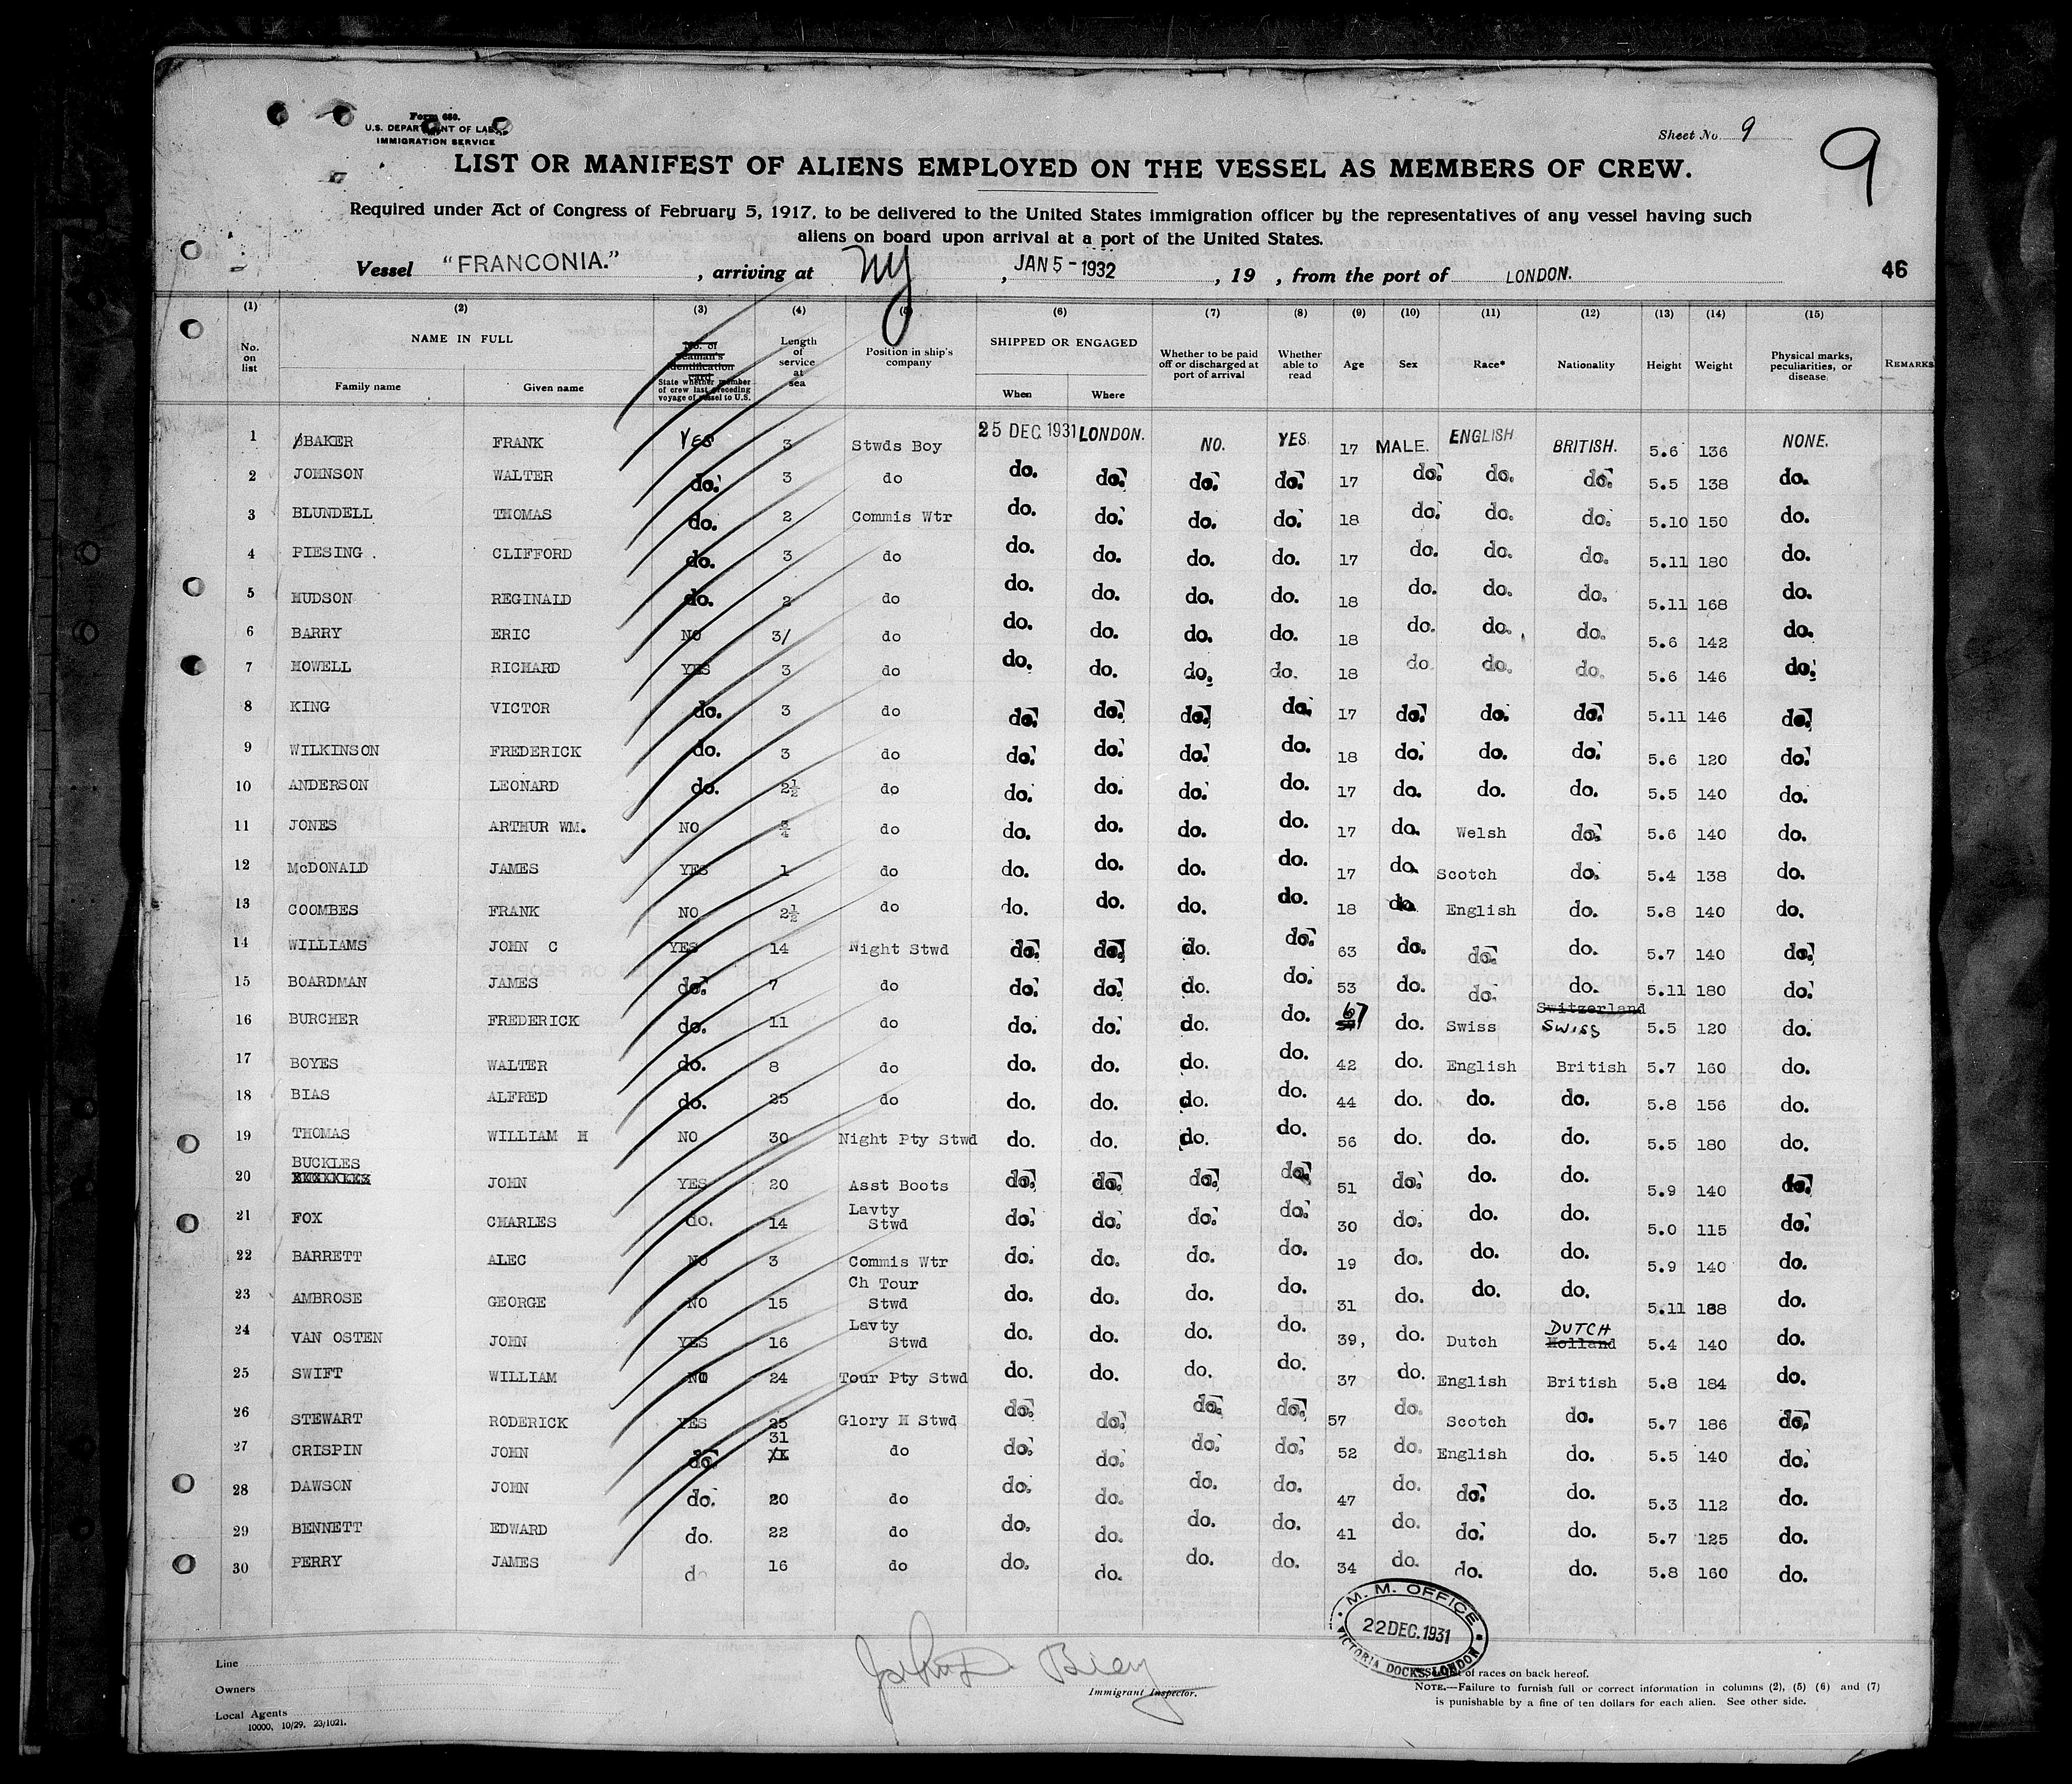 Form 680.
U.S. DEPARTMENT OF LABOR
IMMIGRATION SERVICE
Sheet No. 9
9
LIST OR MANIFEST OF ALIENS EMPLOYED ON THE VESSEL AS MEMBERS OF CREW.
Required under Act of Congress of February 5, 1917, to be delivered to the United States immigration officer by the representatives of any vessel having such
aliens on board upon arrival at a port of the United States.
Vessel "FRANCONIA." , arriving at NY , JAN 5 - 1932 , 19 , from the port of LONDON. 46
(1) (2) (3) (4) (5) (6) (7) (8) (9) (10) (11) (12) (13) (14) (15)
No. on list NAME IN FULL Family name Given name No. of seaman's identification card State whether member of crew last preceding voyage of vessel to U.S. Length of service at sea Position in ship's company SHIPPED OR ENGAGED When Where Whether to be paid off or discharged at port of arrival Whether able to read Age Sex Race* Nationality Height Weight Physical marks, peculiarities, or disease REMARKS
1 BAKER FRANK YES 3 Stwds Boy 25 DEC 1931 LONDON. NO. YES. 17 MALE. ENGLISH BRITISH. 5.6 136 NONE.
2 JOHNSON WALTER do. 3 do do. do. do. do. 17 do. do. do. 5.5 138 do.
3 BLUNDELL THOMAS do. 2 Commis Wtr do. do. do. do. 18 do. do. do. 5.10 150 do.
4 PIESING . CLIFFORD do. 3 do do. do. do. do. 17 do. do. do. 5.11 180 do.
5 HUDSON REGINALD do. 2 do do. do. do. do. 18 do. do. do. 5.11 168 do.
6 BARRY ERIC NO 3/ do do. do. do. do. 18 do. do. do. 5.6 142 do.
7 HOWELL RICHARD YES 3 do do. do. do. do. 18 do. do. do. 5.6 146 do.
8 KING VICTOR do. 3 do do. do. do. do. 17 do. do. do. 5.11 146 do.
9 WILKINSON FREDERICK do. 3 do do. do. do. do. 18 do. do. do. 5.6 120 do.
10 ANDERSON LEONARD do. 2½ do do. do. do. do. 17 do. do. do. 5.5 140 do.
11 JONES ARTHUR WM. NO ¾ do do. do. do. do. 17 do. Welsh do. 5.6 140 do.
12 McDONALD JAMES YES 1 do do. do. do. do. 17 do. Scotch do. 5.4 138 do.
13 COOMBES FRANK NO 2½ do do. do. do. do. 18 do. English do. 5.8 140 do.
14 WILLIAMS JOHN C YES 14 Night Stwd do. do. do. do. 63 do. do. do. 5.7 140 do.
15 BOARDMAN JAMES do. 7 do do. do. do. do. 53 do. do. do. 5.11 180 do.
Switzerland
16 BURCHER FREDERICK do. 11 do do. do. do. do. 67 do. Swiss SWISS 5.5 120 do.
17 BOYES WALTER do. 8 do do. do. do. do. 42 do. English British 5.7 160 do.
18 BIAS ALFRED do. 25 do do. do. do. do. 44 do. do. do. 5.8 156 do.
19 THOMAS WILLIAM H NO 30 Night Pty Stwd do. do. do. do. 56 do. do. do. 5.5 180 do.
20 BUCKLES JOHN YES 20 Asst Boots do. do. do. do. 51 do. do. do. 5.9 140 do.
21 FOX CHARLES do. 14 Lavty Stwd do. do. do. do. 30 do. do. do. 5.0 115 do.
22 BARRETT ALEC NO 3 Commis Wtr do. do. do. do. 19 do. do. do. 5.9 140 do.
23 AMBROSE GEORGE NO 15 Ch Tour Stwd do. do. do. do. 31 do. do. do. 5.11 188 do.
24 VAN OSTEN JOHN YES 16 Lavty Stwd do. do. do. do. 39, do. Dutch DUTCH Holland 5.4 140 do.
25 SWIFT WILLIAM NO 24 Tour Pty Stwd do. do. do. do. 37 do. English British 5.8 184 do.
26 STEWART RODERICK YES 25 Glory H Stwd do. do. do. do. 57 do. Scotch do. 5.7 186 do.
27 CRISPIN JOHN do. 31 do do. do. do. do. 52 do. English do. 5.5 140 do.
28 DAWSON JOHN do. 20 do do. do. do. do. 47 do. do. do. 5.3 112 do.
29 BENNETT EDWARD do. 22 do do. do. do. do. 41 do. do. do. 5.7 125 do.
30 PERRY JAMES do 16 do do. do. do. do. 34 do. do. do. 5.8 160 do.
M. M. OFFICE
22 DEC. 1931
VICTORIA DOCKS. LONDON
Line
Owners
Local Agents
10000, 10/29, 23/1021.
Immigrant Inspector.
of races on back hereof.
NOTE.—Failure to furnish full or correct information in columns (2), (5) (6) and (7)
is punishable by a fine of ten dollars for each alien. See other side.